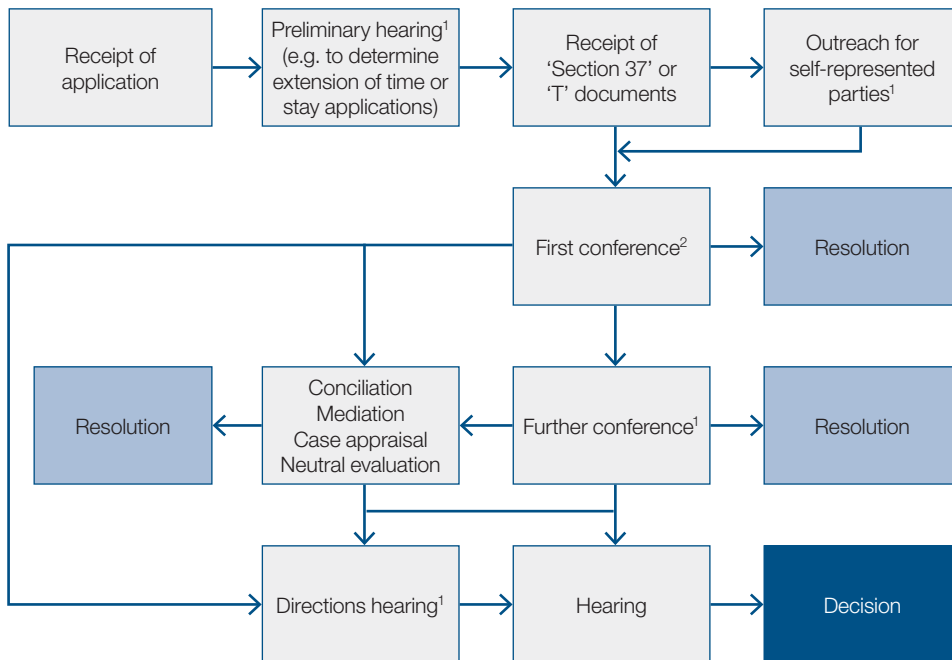 Receipt of
application
Preliminary hearing¹
(e.g. to determine
extension of time or
stay applications)
Receipt of
‘Section 37’ or
‘T’ documents
Outreach for
self-represented
parties¹
First conference²
Resolution
Resolution
Conciliation
Mediation
Case appraisal
Neutral evaluation
Further conference¹
Resolution
Directions hearing¹
Hearing
Decision